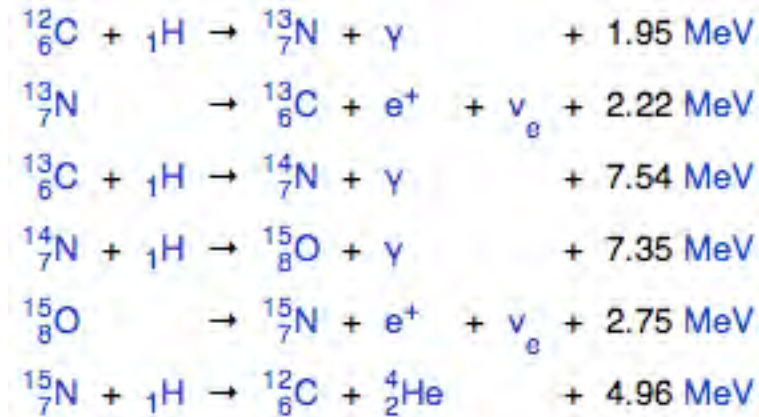 ¹²₆C + ₁H → ¹³₇N + γ + 1.95 MeV
¹³₇N → ¹³₆C + e⁺ + νₑ + 2.22 MeV
¹³₆C + ₁H → ¹⁴₇N + γ + 7.54 MeV
¹⁴₇N + ₁H → ¹⁵₈O + γ + 7.35 MeV
¹⁵₈O → ¹⁵₇N + e⁺ + νₑ + 2.75 MeV
¹⁵₇N + ₁H → ¹²₆C + ⁴₂He + 4.96 MeV